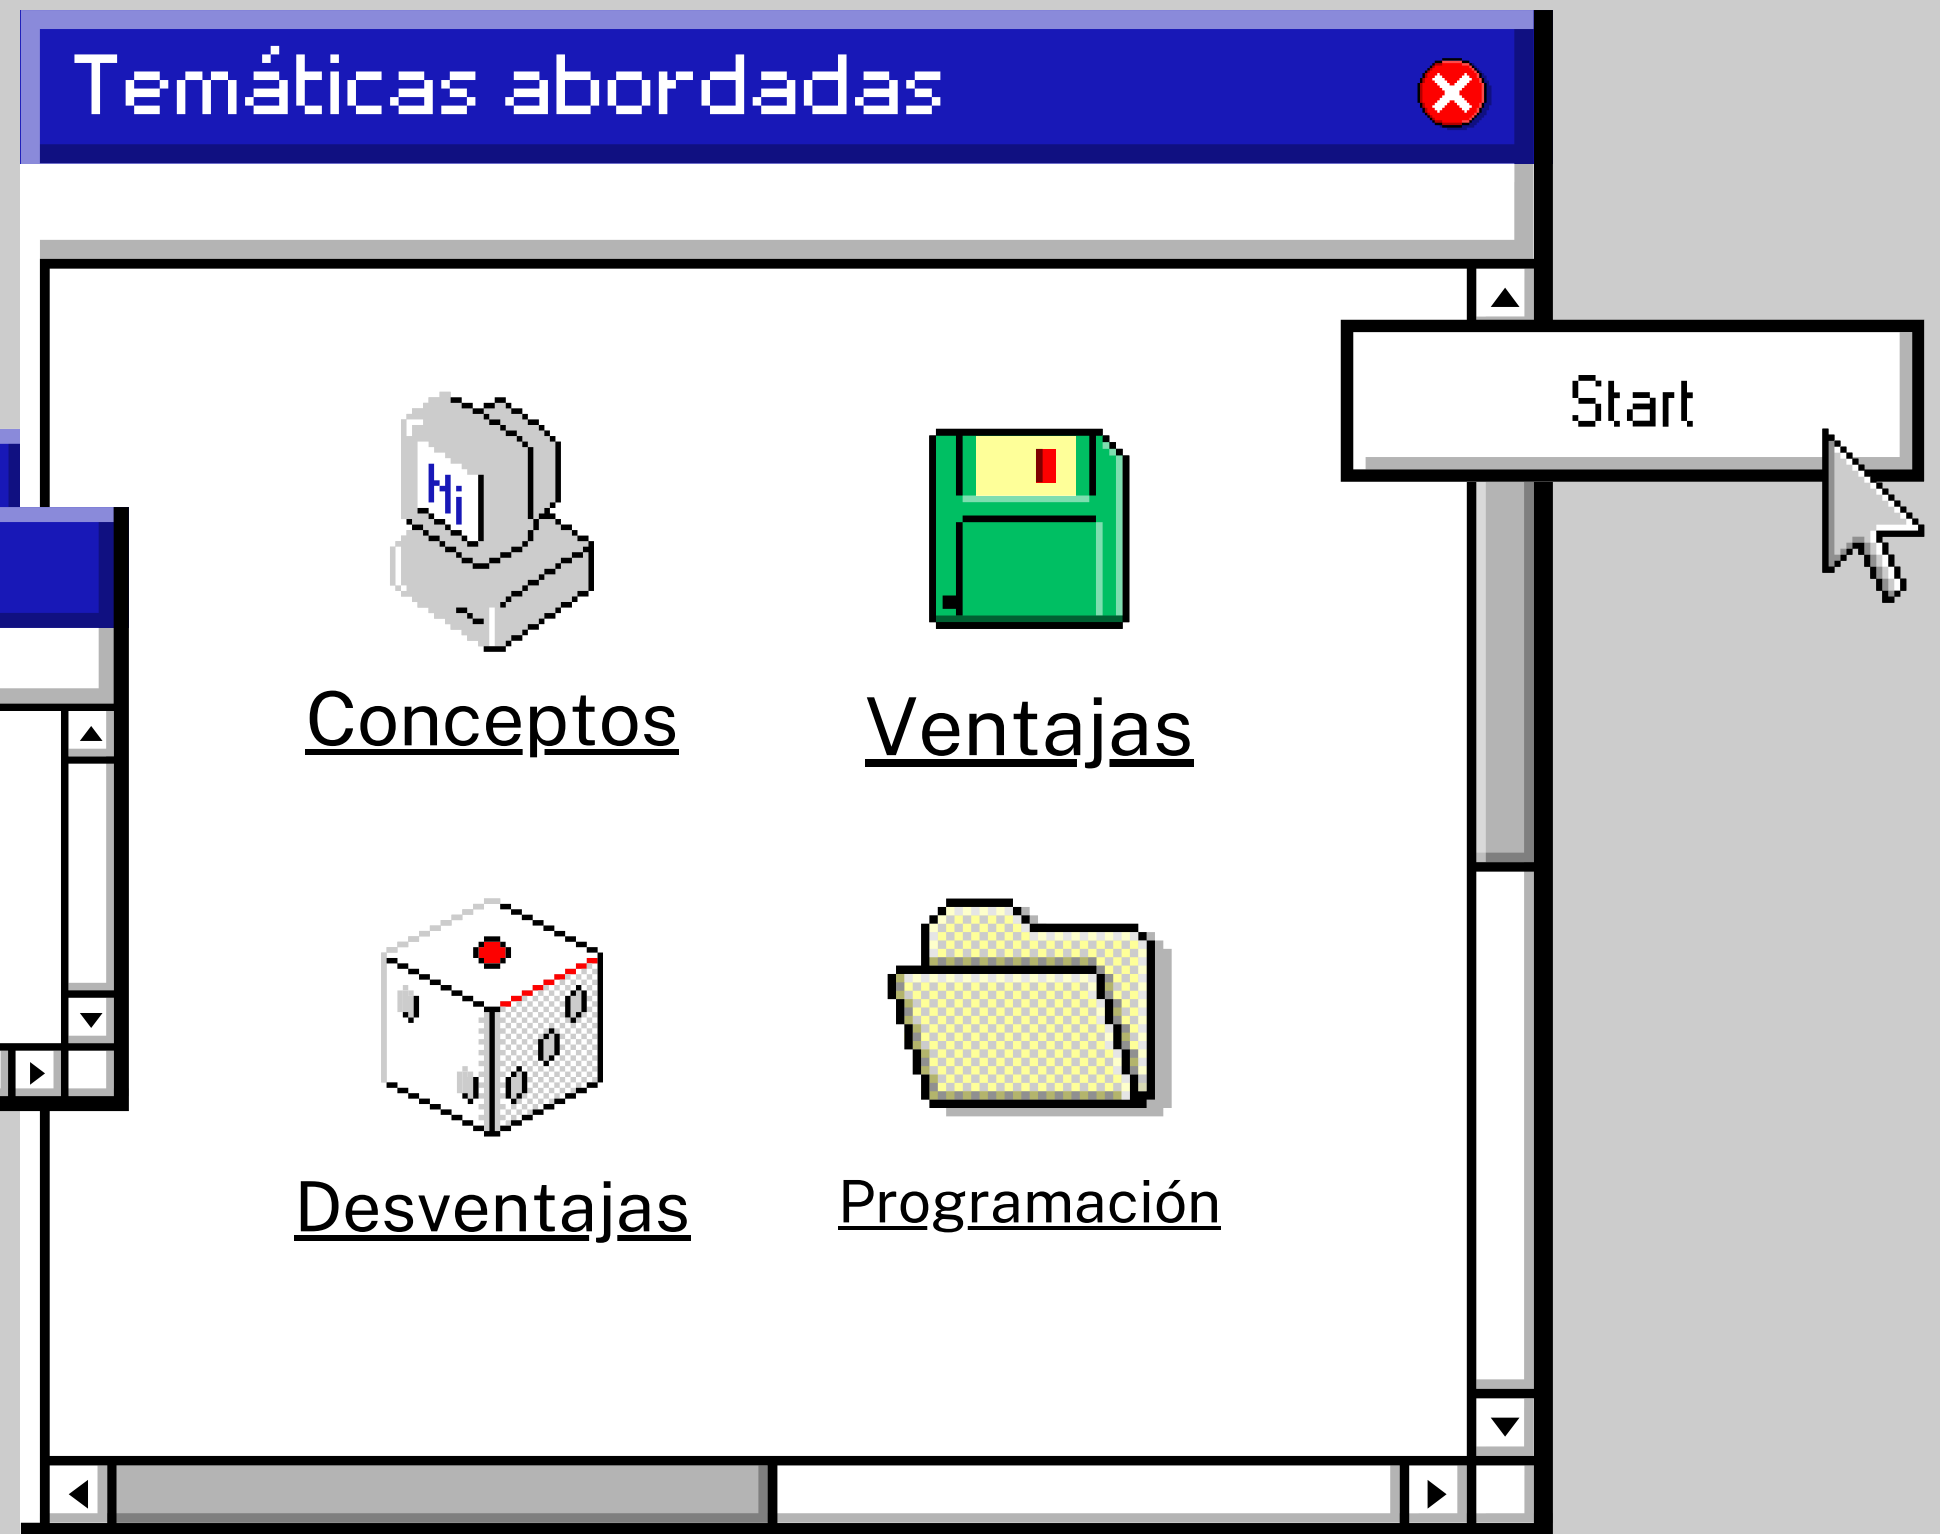 Temáticas abordadas
Start
Hi
Conceptos
Ventajas
Desventajas
Programación